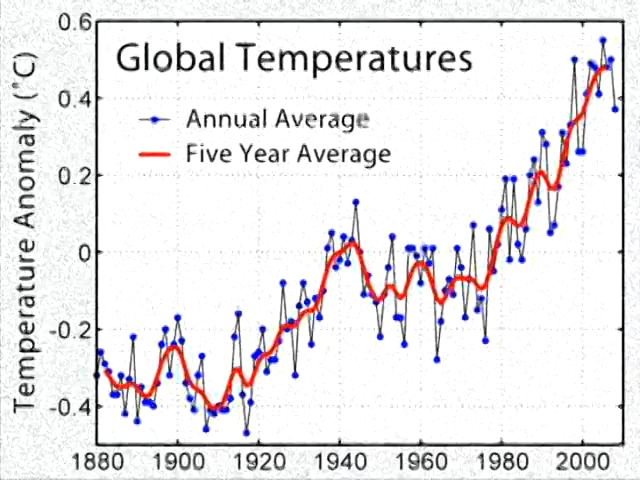 Global Temperatures
Annual Average
Five Year Average
Temperature Anomaly (°C)
0.6
0.4
0.2
0
-0.2
-0.4
1880 1900 1920 1940 1960 1980 2000